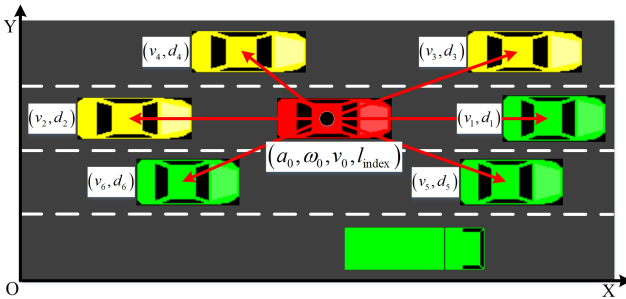 Y
(v₄, d₄)
(v₃, d₃)
(v₂, d₂)
(v₁, d₁)
(a₀, ω₀, v₀, l_index)
(v₆, d₆)
(v₅, d₅)
O
X